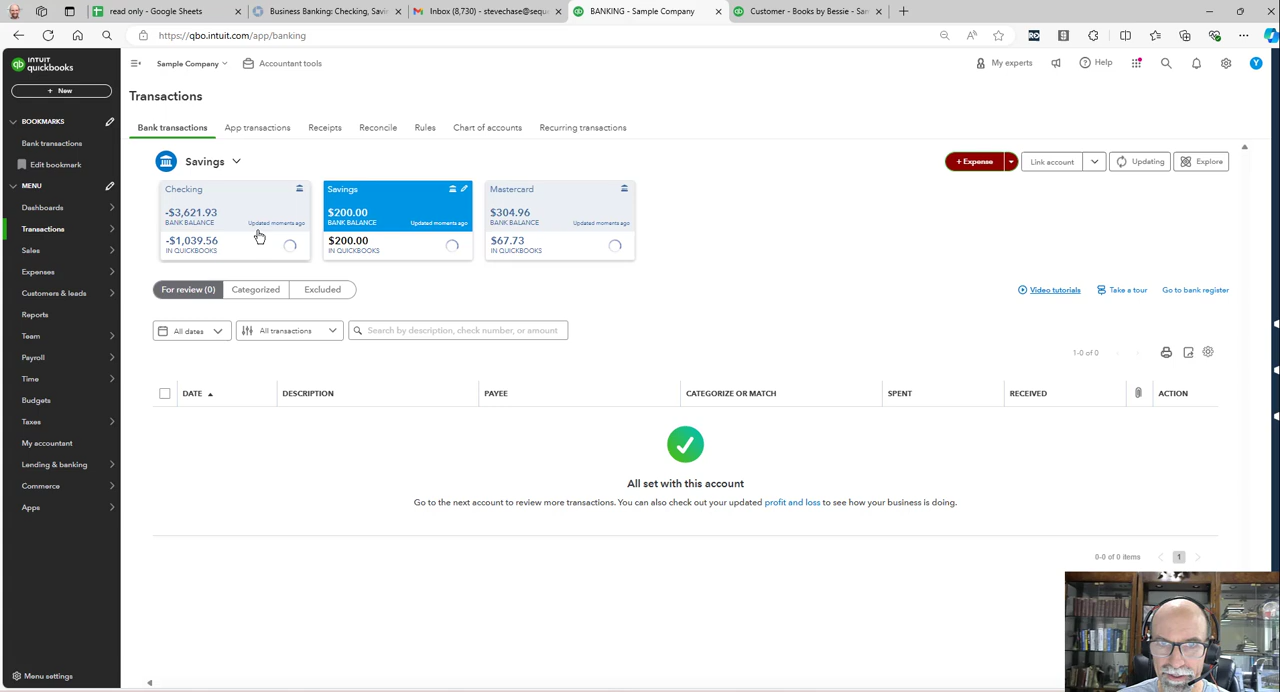 read only - Google Sheets
Business Banking: Checking, Savi
Inbox (8,730) - stevechase@seque
BANKING - Sample Company
Customer - Books by Bessie - Sam
https://qbo.intuit.com/app/banking
INTUIT
quickbooks
Sample Company
Accountant tools
My experts
Help
Y
+ New
BOOKMARKS
Bank transactions
Edit bookmark
MENU
Dashboards
Transactions
Sales
Expenses
Customers & leads
Reports
Team
Payroll
Time
Budgets
Taxes
My accountant
Lending & banking
Commerce
Apps
Menu settings
Transactions
Bank transactions
App transactions
Receipts
Reconcile
Rules
Chart of accounts
Recurring transactions
Savings
+ Expense
Link account
Updating
Explore
Checking
-$3,621.93
BANK BALANCE
Updated moments ago
-$1,039.56
IN QUICKBOOKS
Savings
$200.00
BANK BALANCE
Updated moments ago
$200.00
IN QUICKBOOKS
Mastercard
$304.96
BANK BALANCE
Updated moments ago
$67.73
IN QUICKBOOKS
For review (0)
Categorized
Excluded
Video tutorials
Take a tour
Go to bank register
All dates
All transactions
Search by description, check number, or amount
1-0 of 0
DATE
DESCRIPTION
PAYEE
CATEGORIZE OR MATCH
SPENT
RECEIVED
ACTION
All set with this account
Go to the next account to review more transactions. You can also check out your updated profit and loss to see how your business is doing.
0-0 of 0 items
1